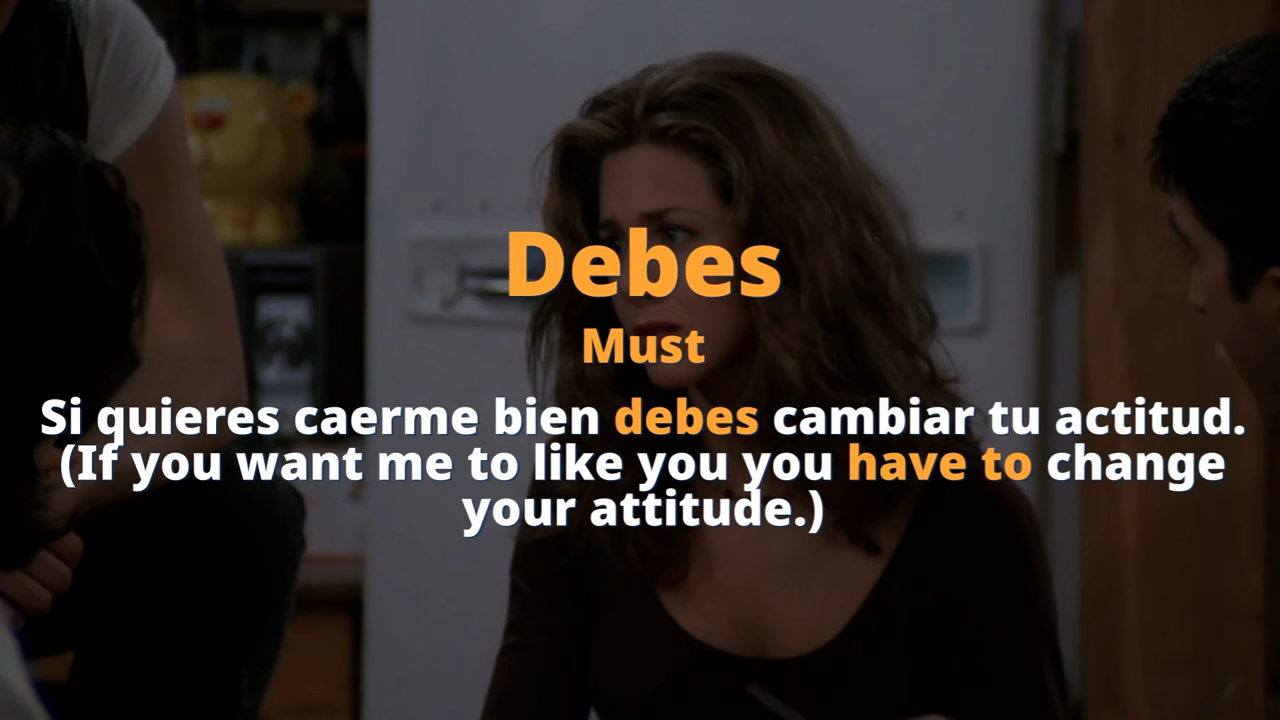 Debes
Must
Si quieres caerme bien debes cambiar tu actitud.
(If you want me to like you you have to change
your attitude.)